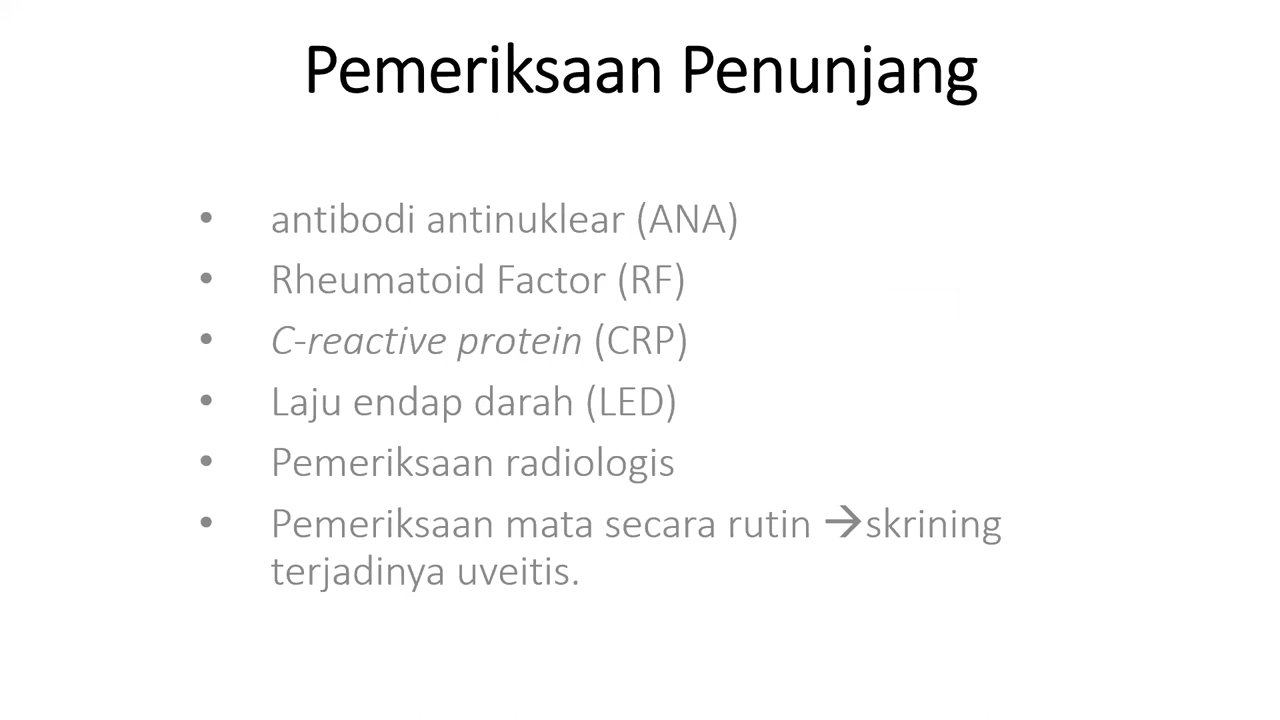 Pemeriksaan Penunjang
• antibodi antinuklear (ANA)
• Rheumatoid Factor (RF)
• C-reactive protein (CRP)
• Laju endap darah (LED)
• Pemeriksaan radiologis
• Pemeriksaan mata secara rutin →skrining
terjadinya uveitis.